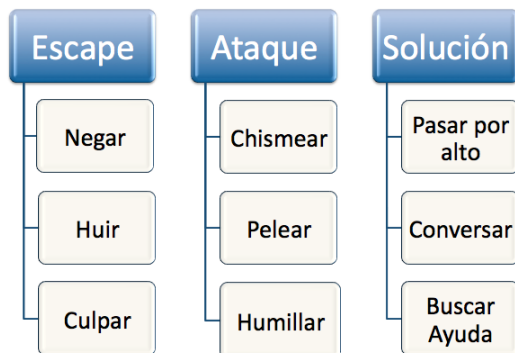 Escape
Negar
Huir
Culpar
Ataque
Chismear
Pelear
Humillar
Solución
Pasar por
alto
Conversar
Buscar
Ayuda